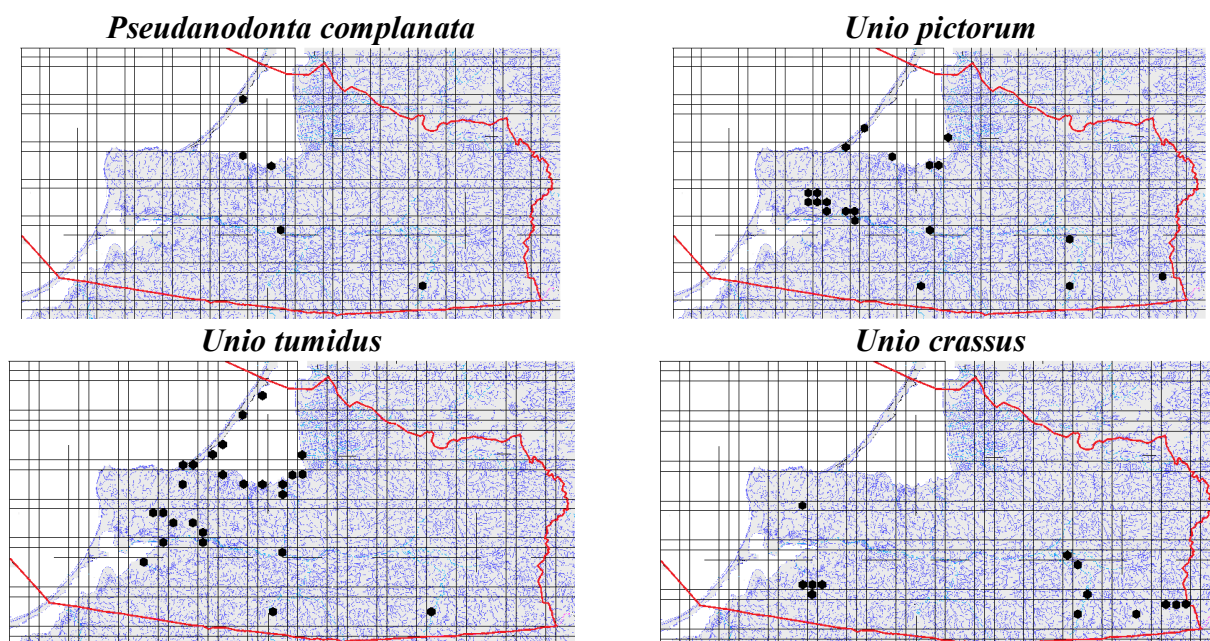 Pseudanodonta complanata
Unio pictorum
Unio tumidus
Unio crassus